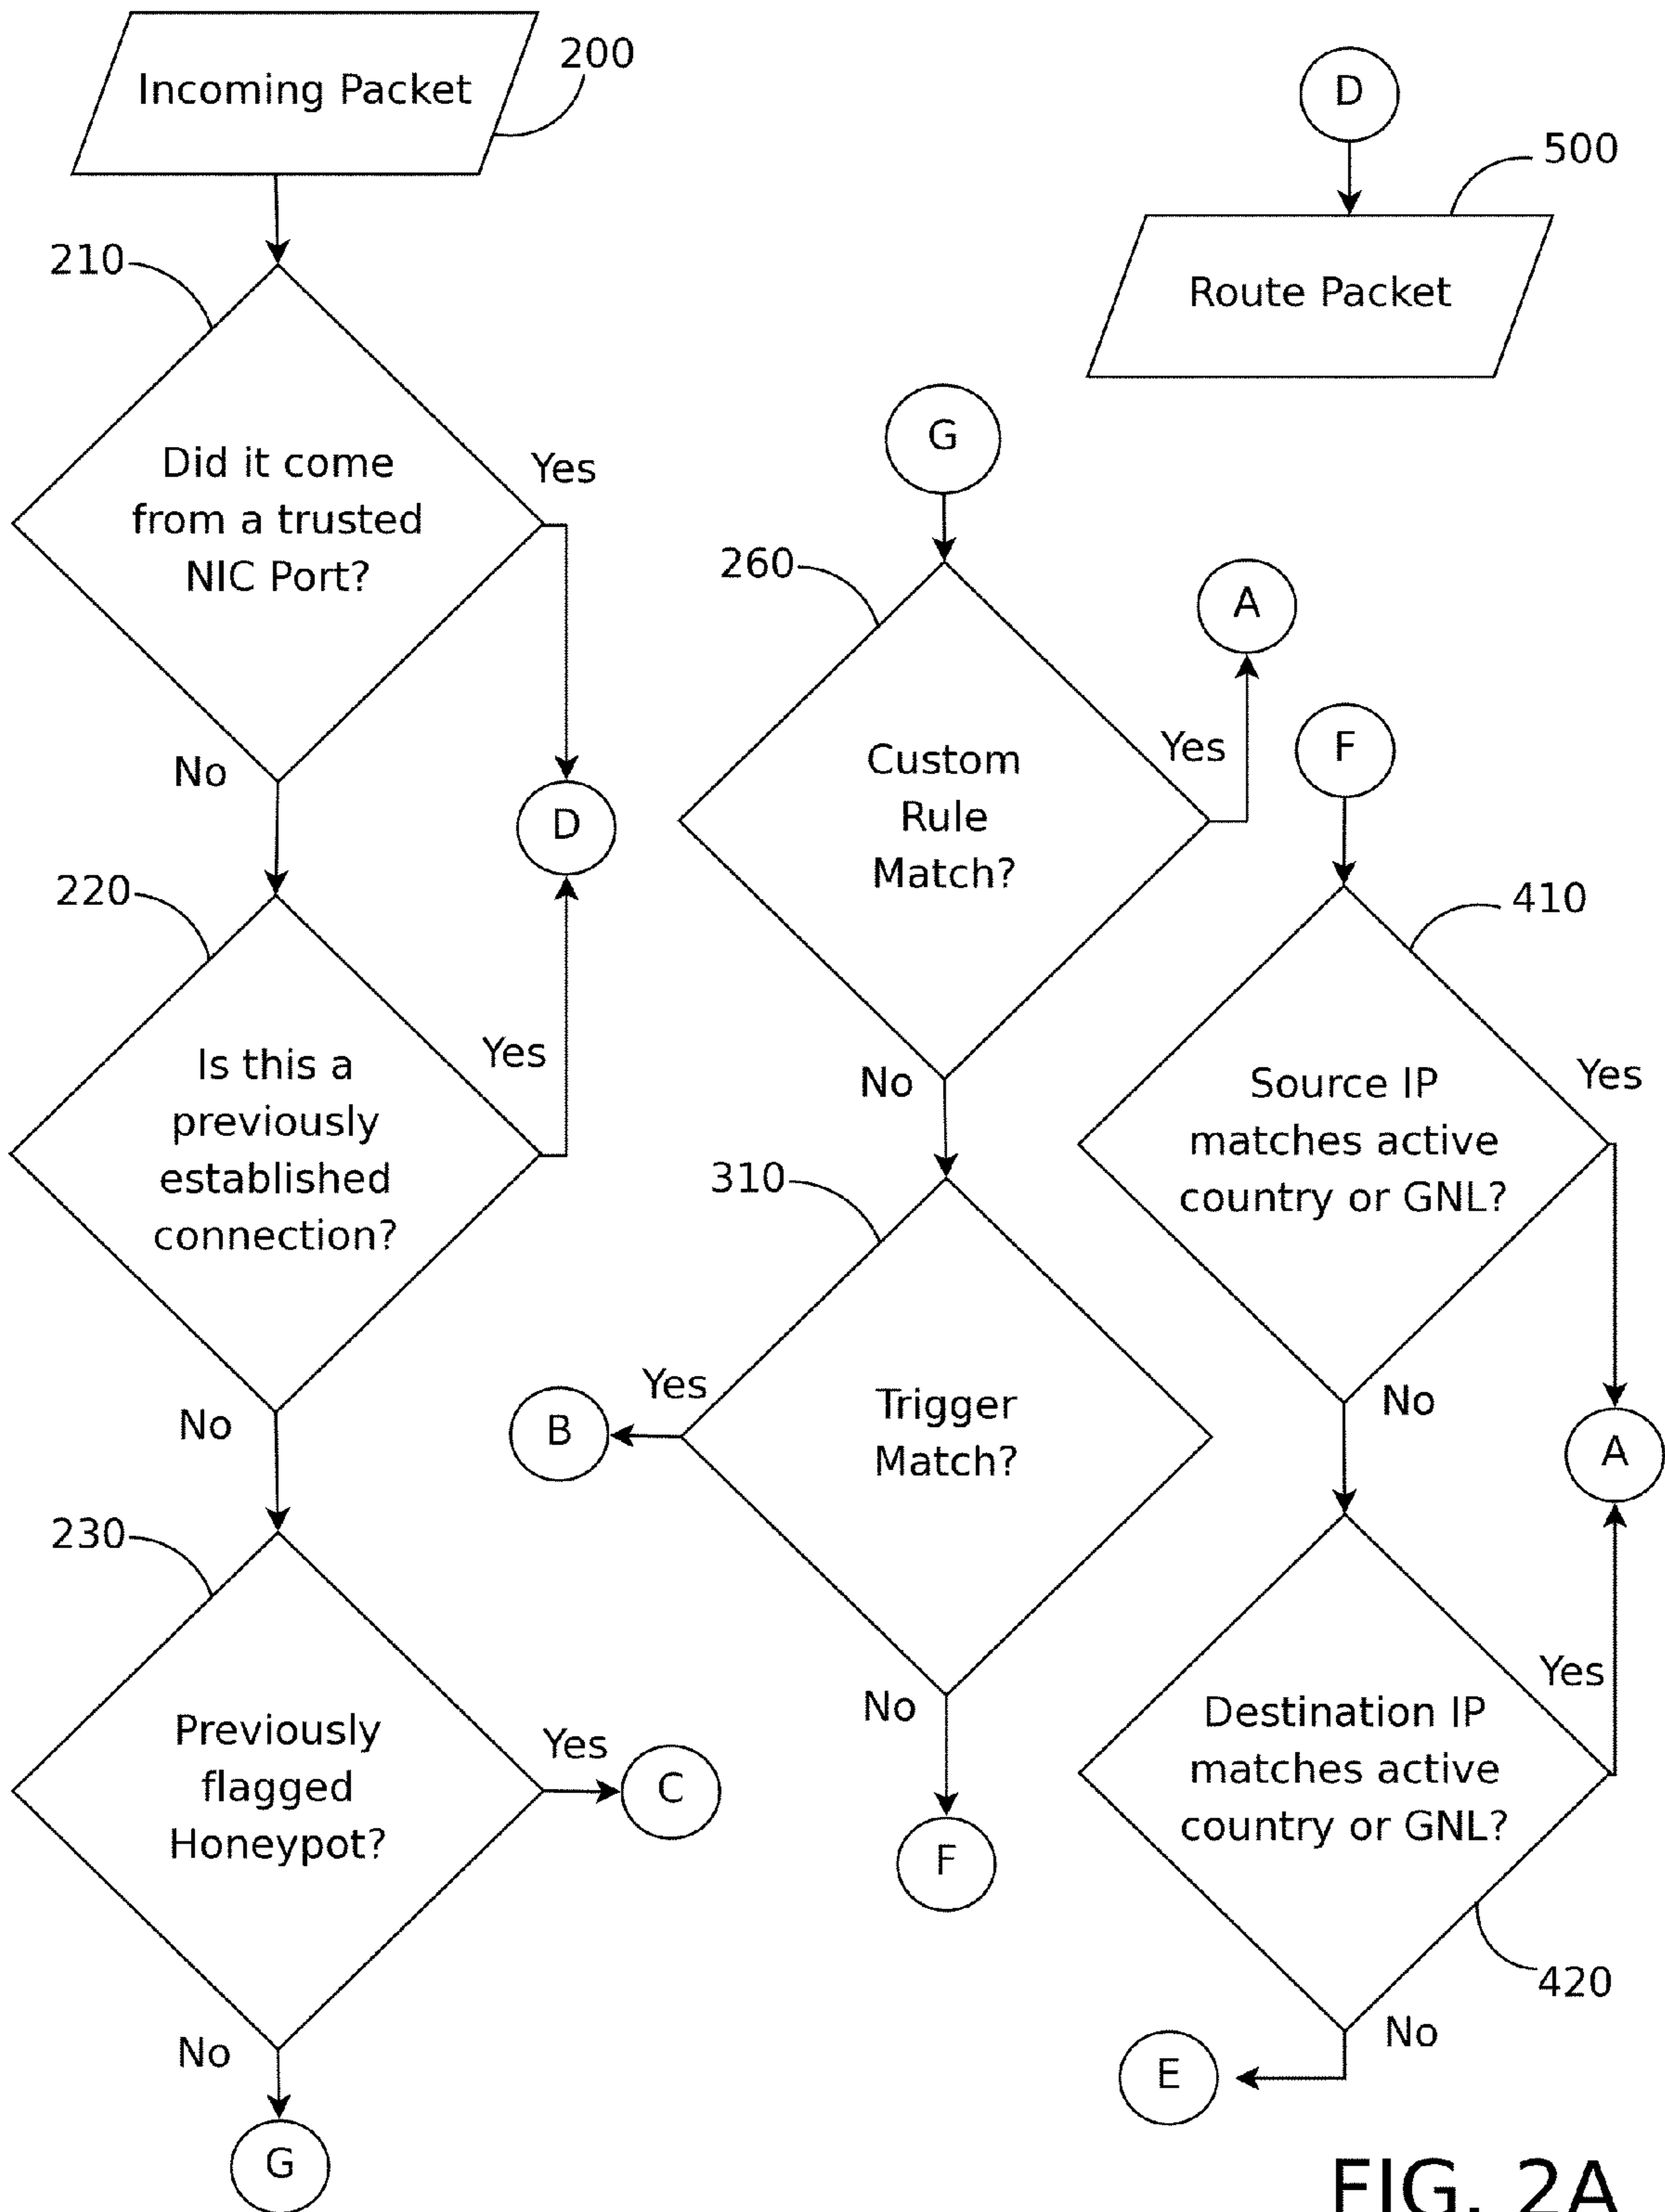 Incoming Packet
200
210
Did it come
from a trusted
NIC Port?
Yes
No
D
220
Is this a
previously
established
connection?
Yes
No
230
Previously
flagged
Honeypot?
Yes
C
No
G
D
500
Route Packet
G
260
Custom
Rule
Match?
Yes
A
No
310
Trigger
Match?
Yes
B
No
F
F
410
Source IP
matches active
country or GNL?
Yes
No
A
Destination IP
matches active
country or GNL?
Yes
420
No
E
FIG. 2A